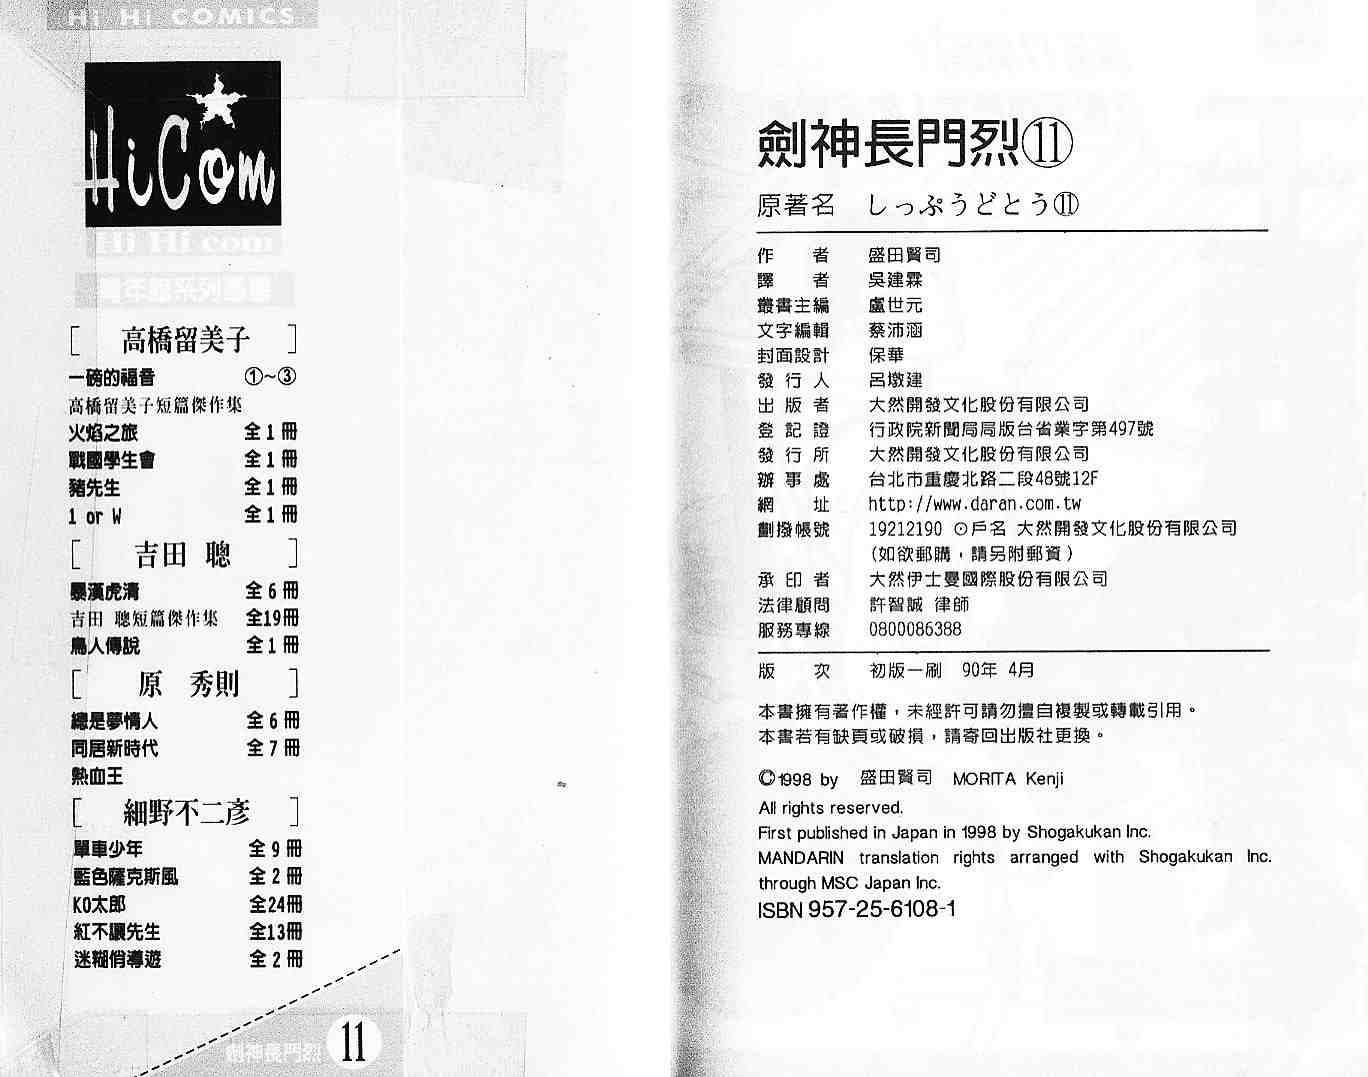 Hi Hi COMICS
HiCom
Hi Hi com
青年館系列叢書
[ 高橋留美子 ]
一磅的福音 ①~③
高橋留美子短篇傑作集
火焰之旅 全1冊
戰國學生會 全1冊
豬先生 全1冊
1 or W 全1冊
[ 吉田 聰 ]
暴漢虎清 全6冊
吉田 聰短篇傑作集 全19冊
鳥人傳說 全1冊
[ 原 秀則 ]
總是夢情人 全6冊
同居新時代 全7冊
熱血王
[ 細野不二彥 ]
單車少年 全9冊
藍色薩克斯風 全2冊
KO太郎 全24冊
紅不讓先生 全13冊
迷糊俏導遊 全2冊
劍神長門烈 11
劍神長門烈⑪
原著名 しっぷうどとう⑪
作者 盛田賢司
譯者 吳建霖
叢書主編 盧世元
文字編輯 蔡沛涵
封面設計 保華
發行人 呂墩建
出版者 大然開發文化股份有限公司
登記證 行政院新聞局局版台省業字第497號
發行所 大然開發文化股份有限公司
辦事處 台北市重慶北路二段48號12F
網址 http://www.daran.com.tw
劃撥帳號 19212190 ⊙戶名 大然開發文化股份有限公司
(如欲郵購,請另附郵資)
承印者 大然伊士曼國際股份有限公司
法律顧問 許智誠 律師
服務專線 0800086388
版次 初版一刷 90年 4月
本書擁有著作權,未經許可請勿擅自複製或轉載引用。
本書若有缺頁或破損,請寄回出版社更換。
©1998 by 盛田賢司 MORITA Kenji
All rights reserved.
First published in Japan in 1998 by Shogakukan Inc.
MANDARIN translation rights arranged with Shogakukan Inc.
through MSC Japan Inc.
ISBN 957-25-6108-1